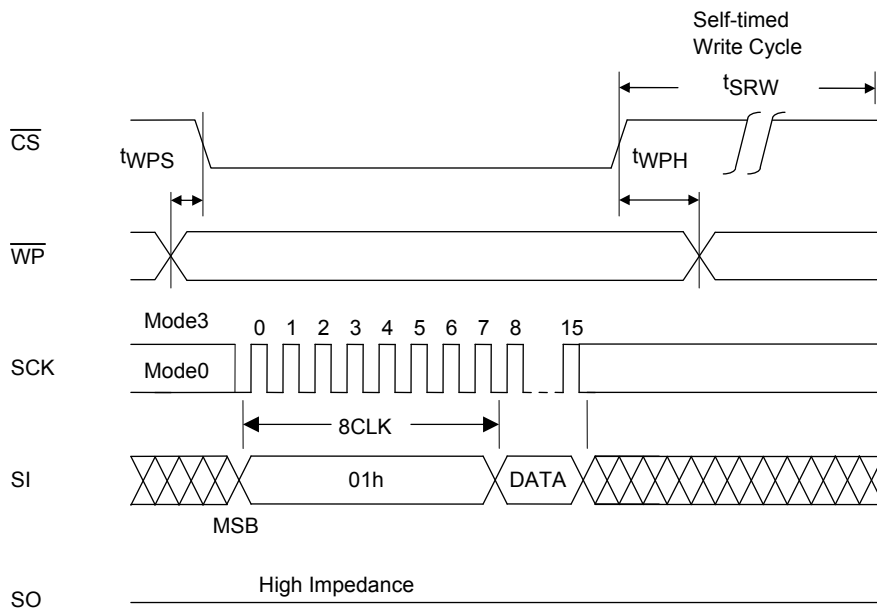 Self-timed
Write Cycle
tSRW
CS
tWPS
tWPH
WP
Mode3
0 1 2 3 4 5 6 7 8 15
SCK
Mode0
8CLK
SI
01h
DATA
MSB
High Impedance
SO